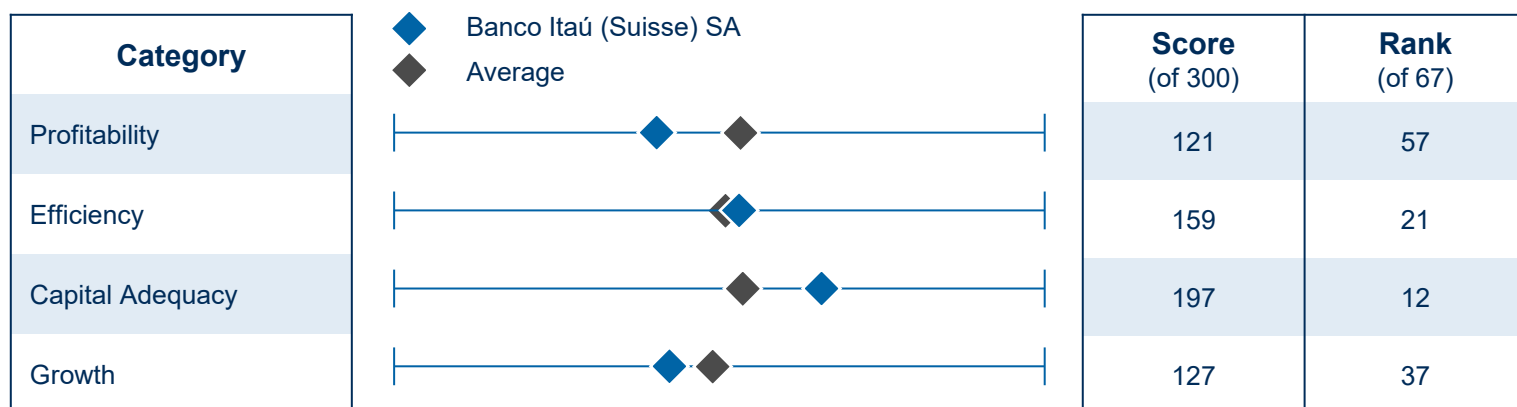 Category
Banco Itaú (Suisse) SA
Average
Score
(of 300)
Rank
(of 67)
Profitability
121
57
Efficiency
159
21
Capital Adequacy
197
12
Growth
127
37